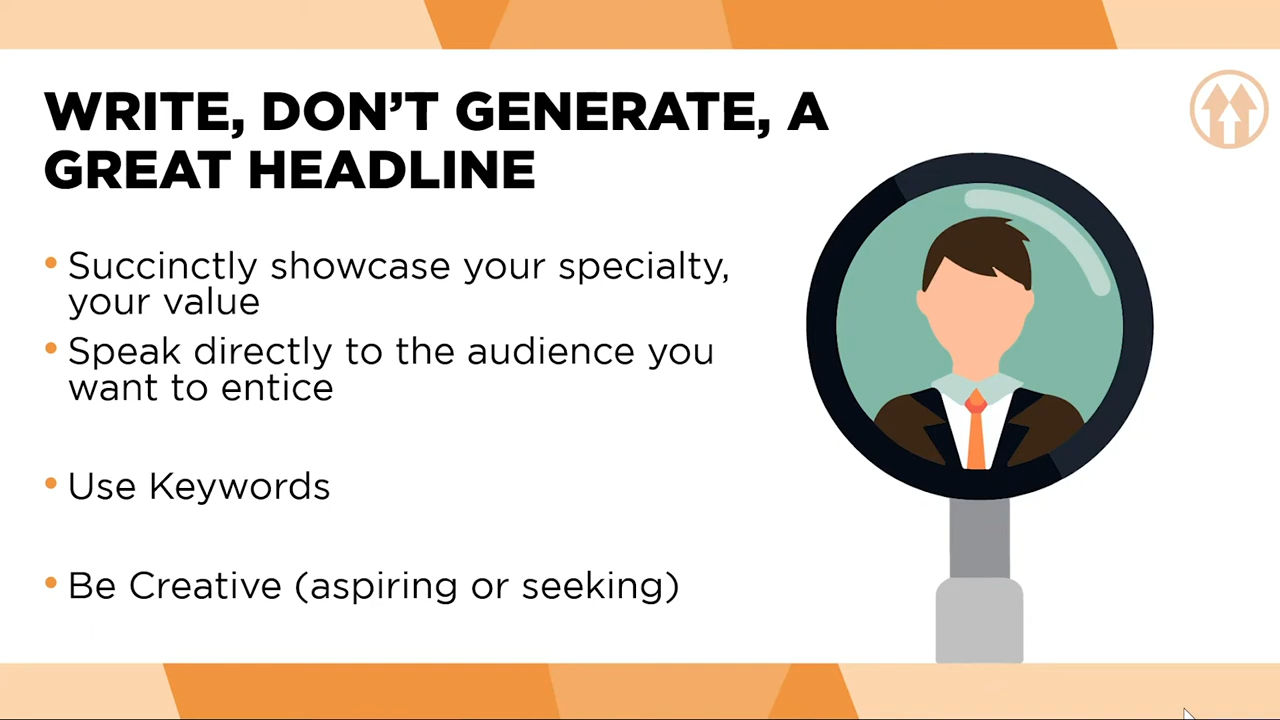 WRITE, DON'T GENERATE, A
GREAT HEADLINE
• Succinctly showcase your specialty,
your value
• Speak directly to the audience you
want to entice
• Use Keywords
• Be Creative (aspiring or seeking)